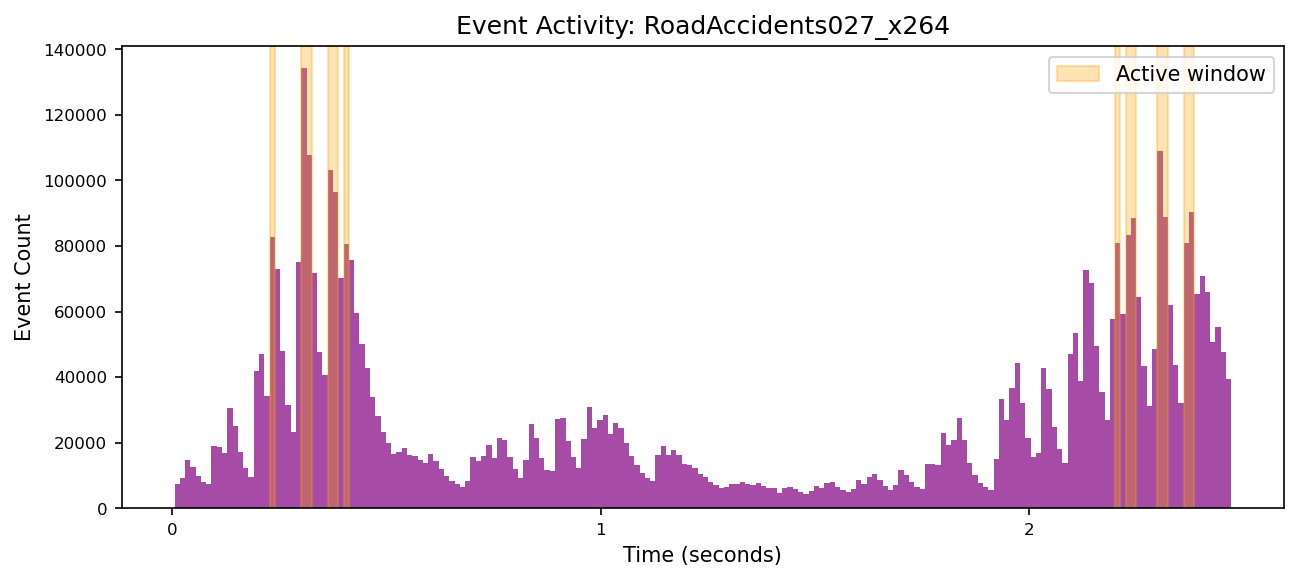 Event Activity: RoadAccidents027_x264
Active window
Event Count
140000
120000
100000
80000
60000
40000
20000
0
0 1 2
Time (seconds)